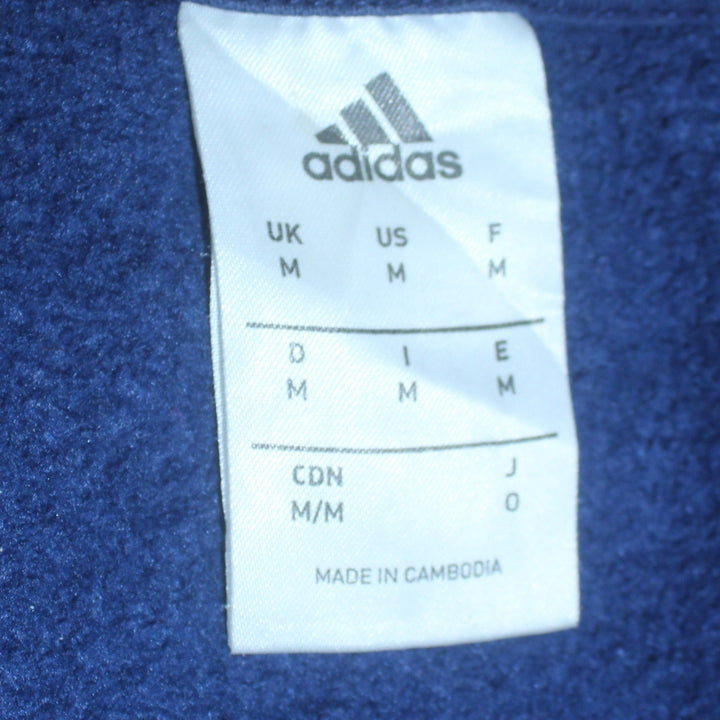 adidas
UK US F
M M M
D I E
M M M
CDN J
M/M O
MADE IN CAMBODIA